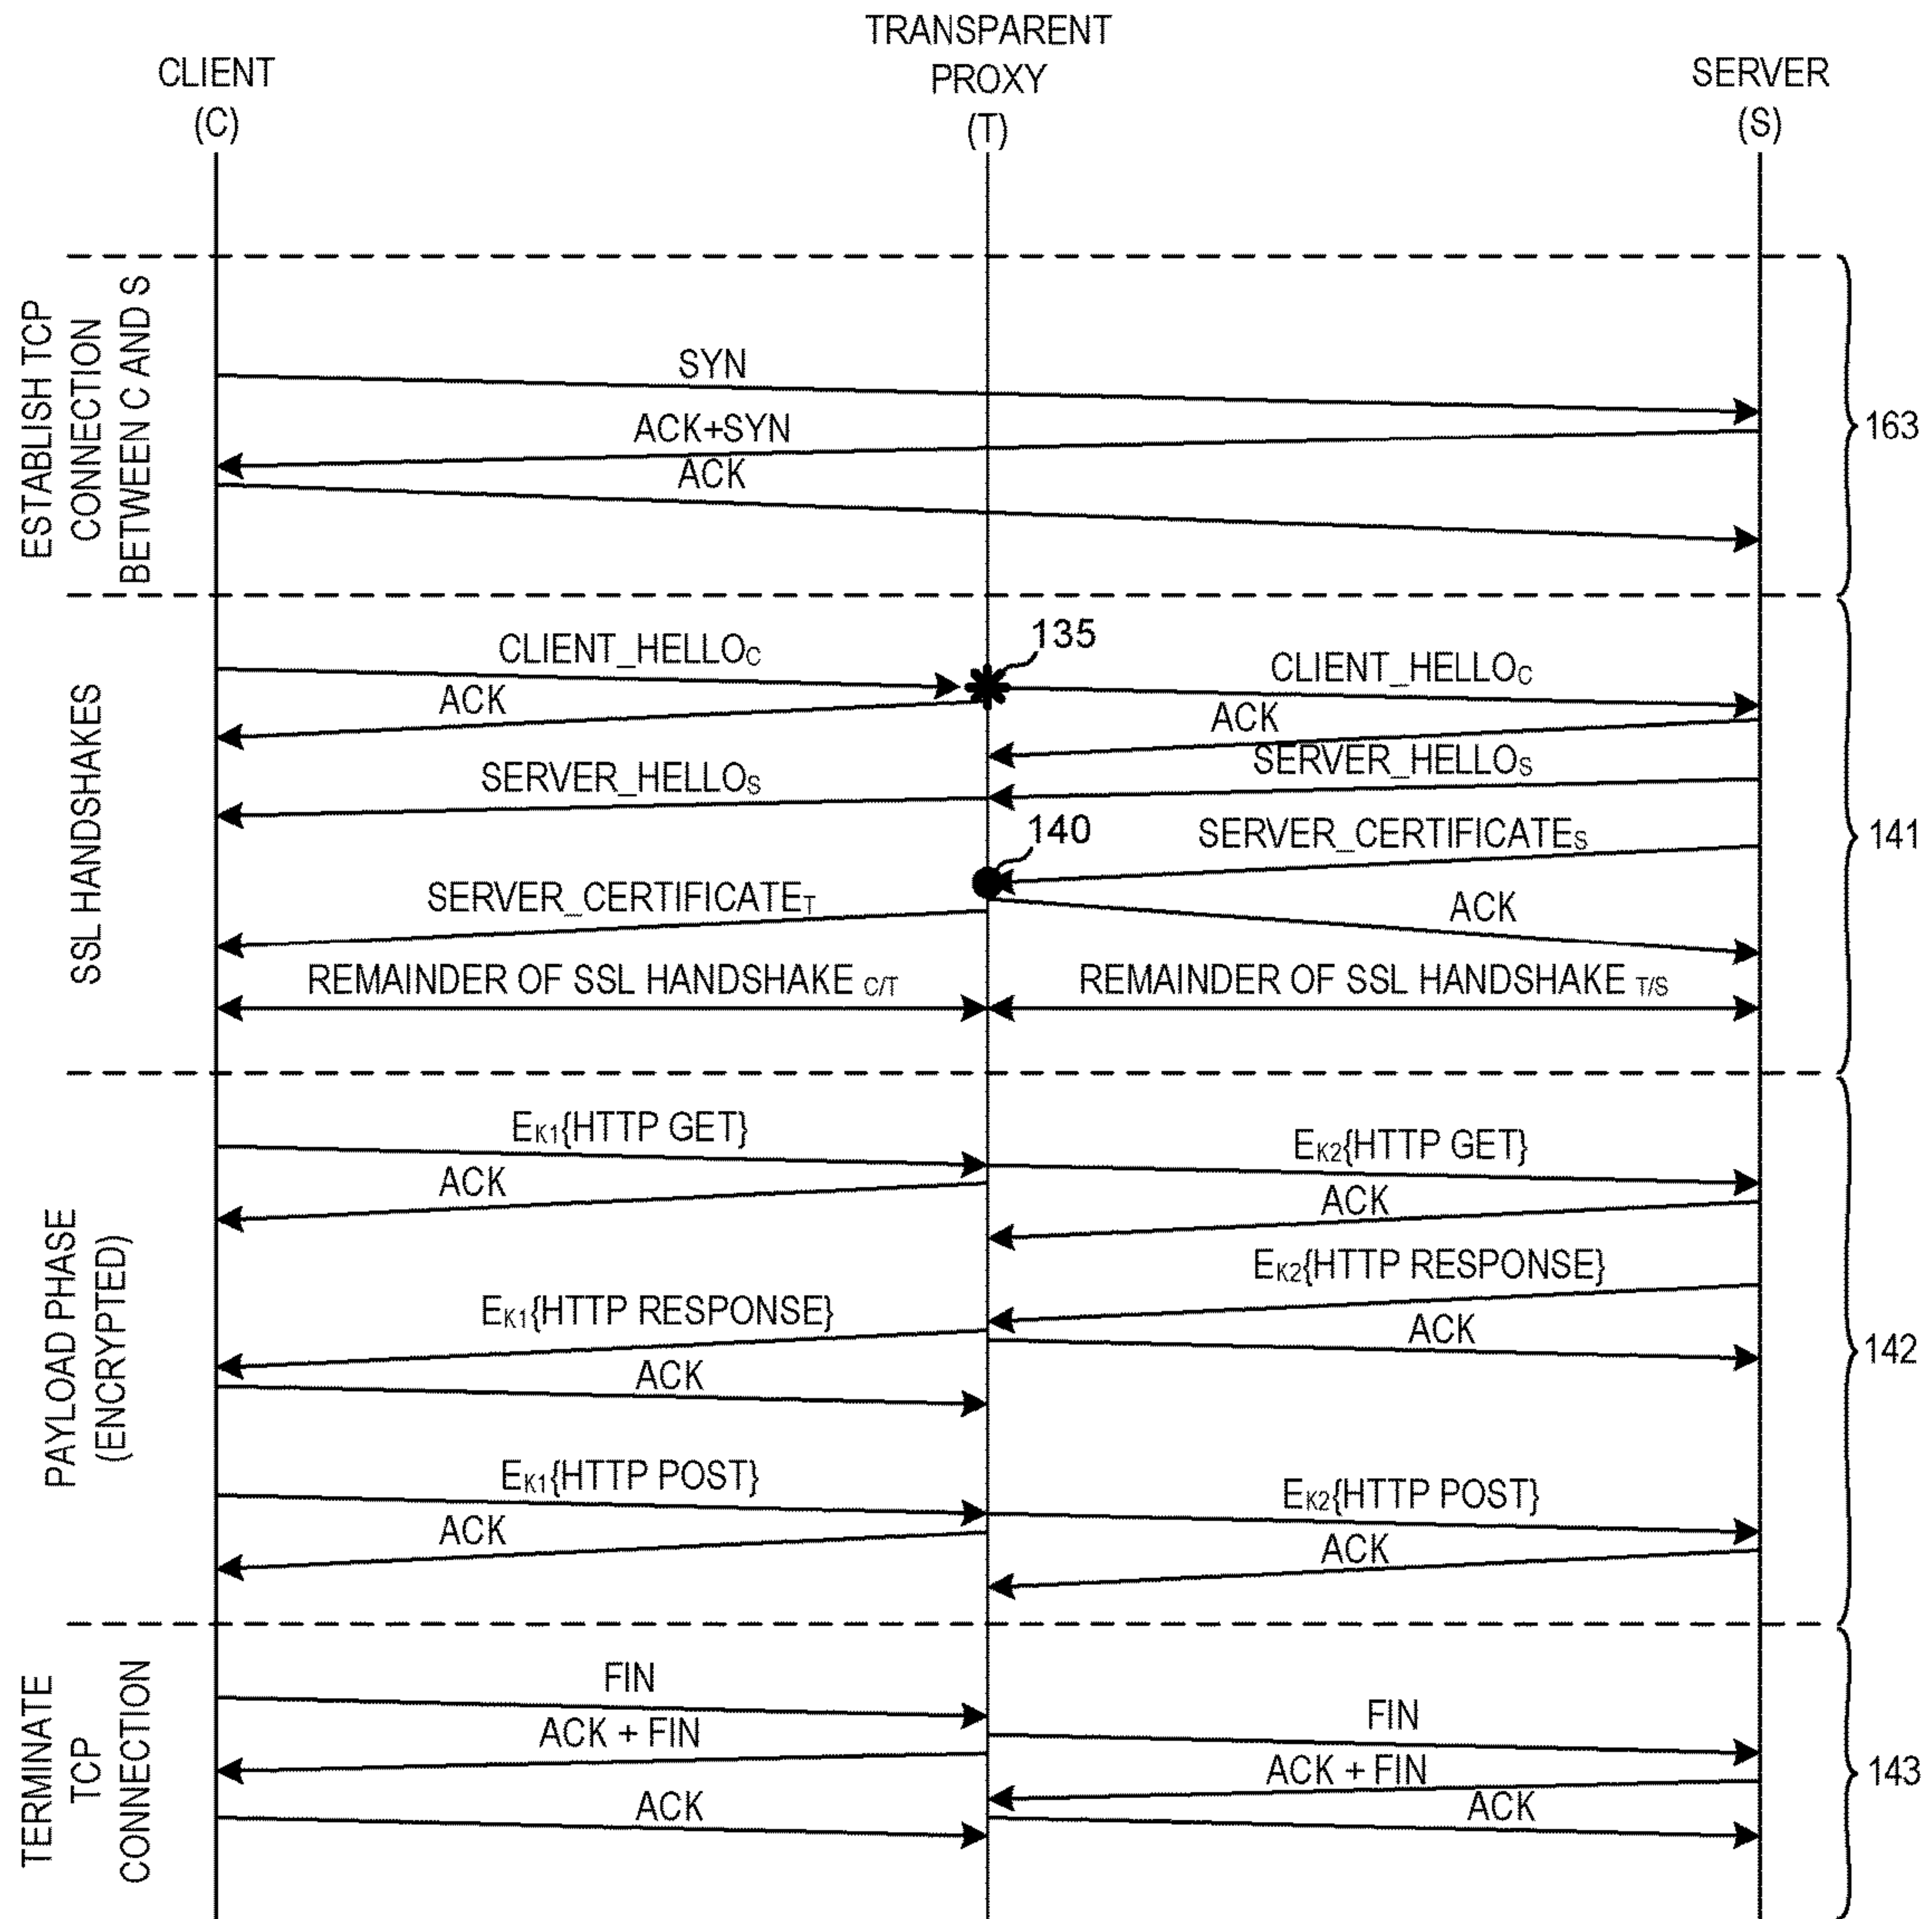 CLIENT
(C)
TRANSPARENT
PROXY
(T)
SERVER
(S)
ESTABLISH TCP
CONNECTION
BETWEEN C AND S
SYN
ACK+SYN
ACK
163
SSL HANDSHAKES
CLIENT_HELLOC
135
CLIENT_HELLOC
ACK
ACK
SERVER_HELLOS
SERVER_HELLOS
140
SERVER_CERTIFICATES
SERVER_CERTIFICATET
ACK
REMAINDER OF SSL HANDSHAKE C/T
REMAINDER OF SSL HANDSHAKE T/S
141
PAYLOAD PHASE
(ENCRYPTED)
EK1{HTTP GET}
EK2{HTTP GET}
ACK
ACK
EK2{HTTP RESPONSE}
EK1{HTTP RESPONSE}
ACK
ACK
EK1{HTTP POST}
EK2{HTTP POST}
ACK
ACK
142
TERMINATE
TCP
CONNECTION
FIN
FIN
ACK + FIN
ACK + FIN
ACK
ACK
143